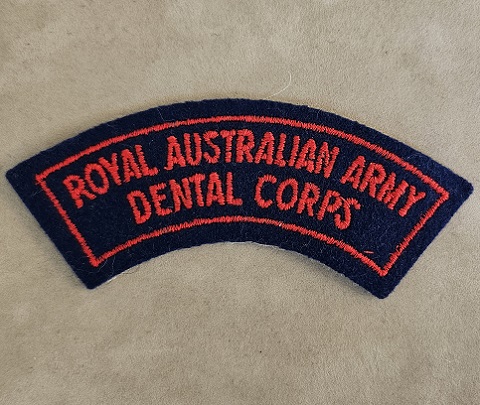 ROYAL AUSTRALIAN ARMY
DENTAL CORPS